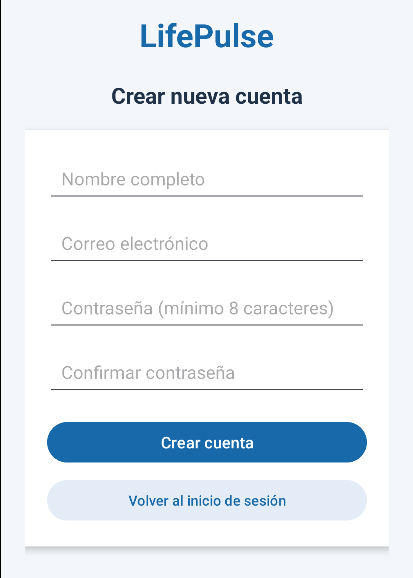 LifePulse
Crear nueva cuenta
Nombre completo
Correo electrónico
Contraseña (mínimo 8 caracteres)
Confirmar contraseña
Crear cuenta
Volver al inicio de sesión